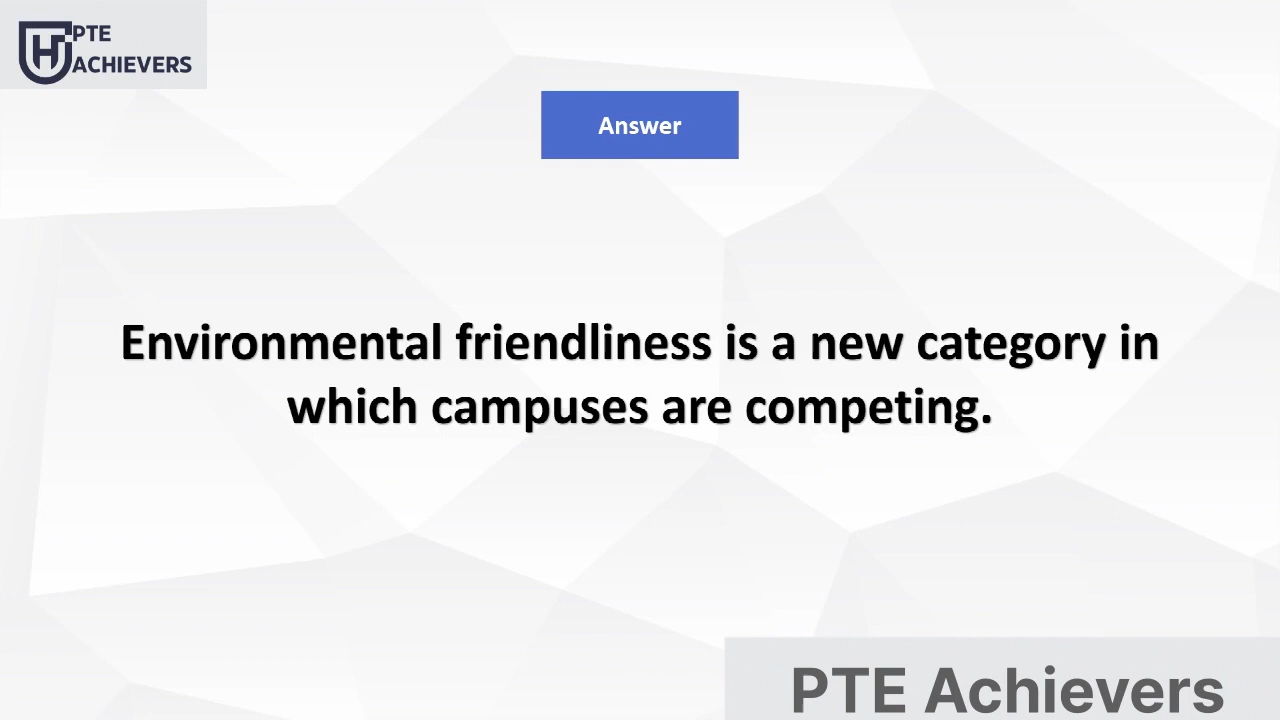 PTE
ACHIEVERS
Answer
Environmental friendliness is a new category in
which campuses are competing.
PTE Achievers